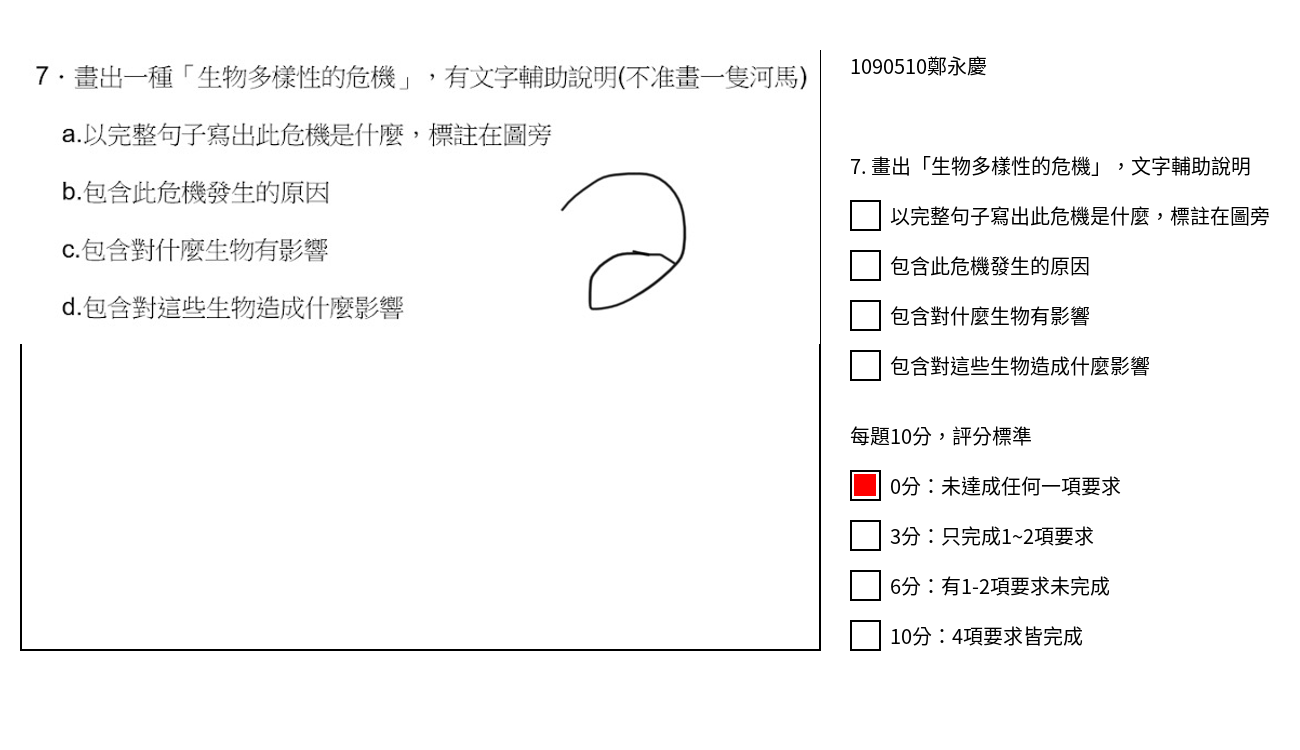 7．畫出一種「生物多樣性的危機」，有文字輔助說明(不准畫一隻河馬)
a.以完整句子寫出此危機是什麼，標註在圖旁
b.包含此危機發生的原因
c.包含對什麼生物有影響
d.包含對這些生物造成什麼影響
1090510鄭永慶
7. 畫出「生物多樣性的危機」，文字輔助說明
以完整句子寫出此危機是什麼，標註在圖旁
包含此危機發生的原因
包含對什麼生物有影響
包含對這些生物造成什麼影響
每題10分，評分標準
0分：未達成任何一項要求
3分：只完成1~2項要求
6分：有1-2項要求未完成
10分：4項要求皆完成